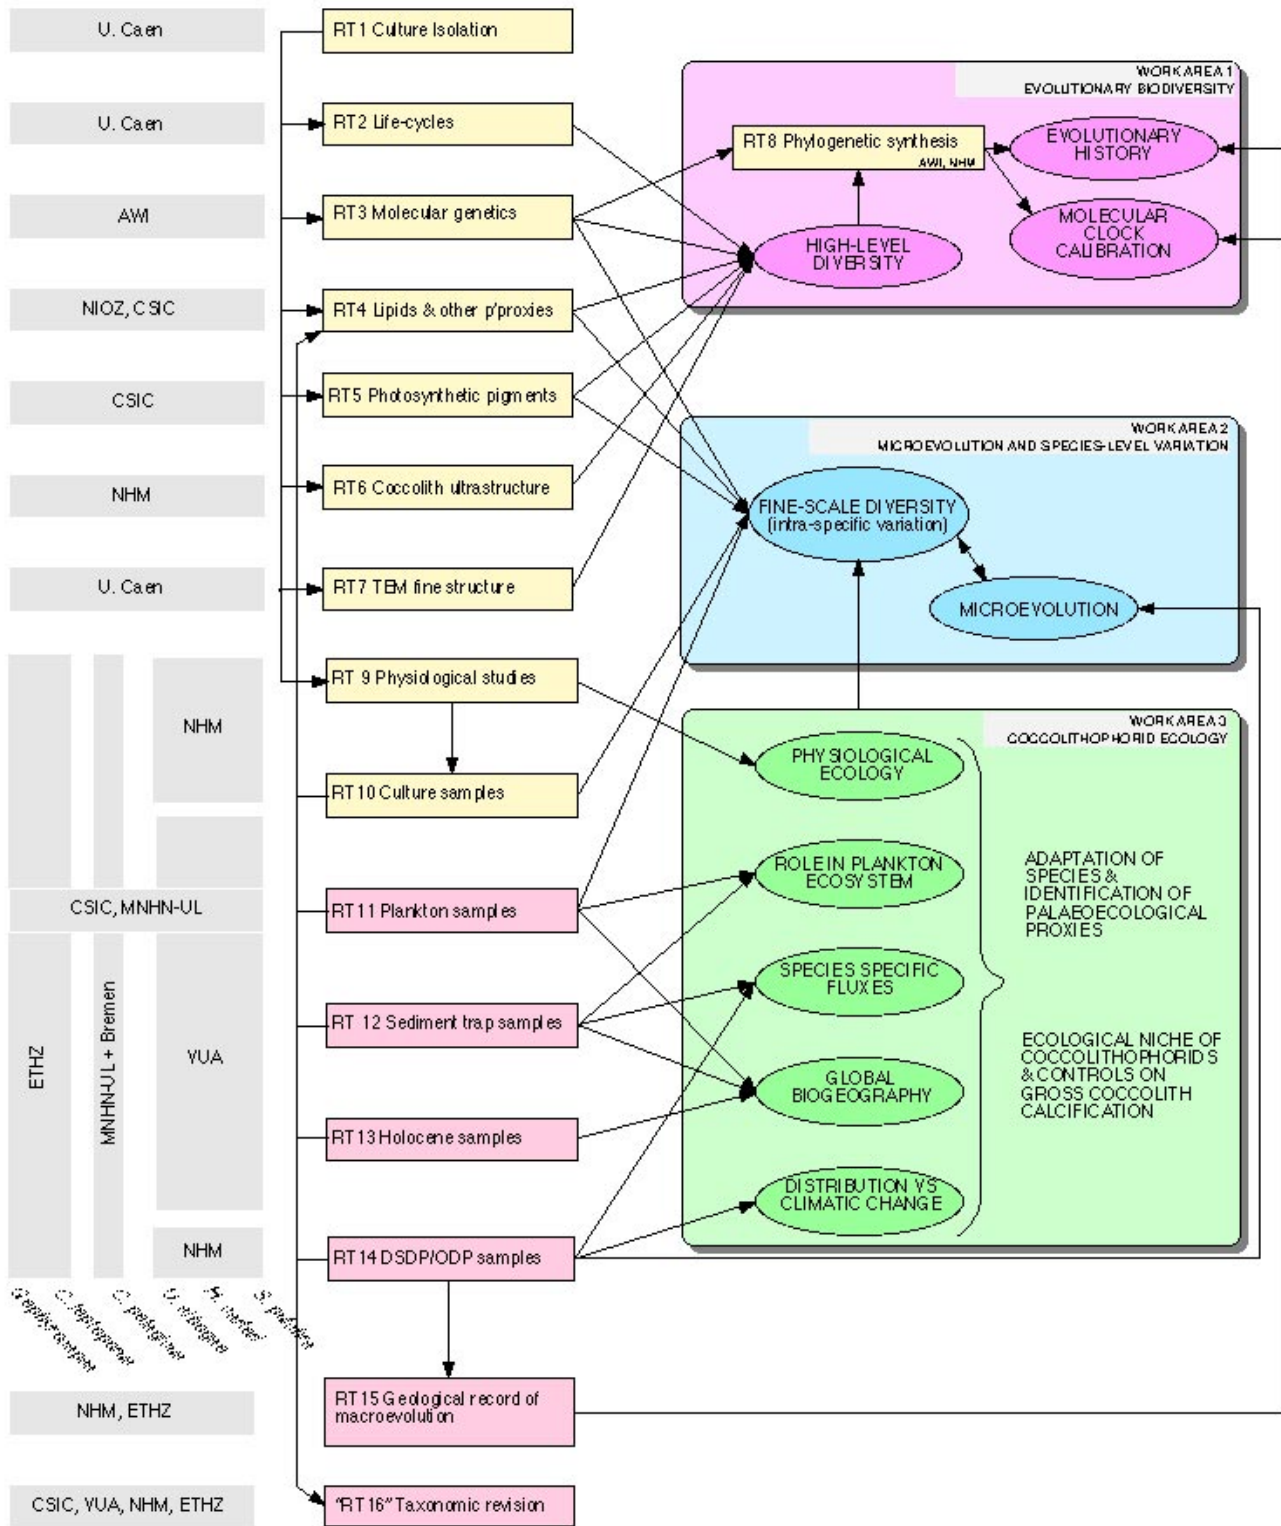 U. Caen
RT1 Culture Isolation
WORK AREA 1
EVOLUTIONARY BIODIVERSITY
U. Caen
RT2 Life-cycles
RT8 Phylogenetic synthesis
AWI, NHM
EVOLUTIONARY
HISTORY
AWI
RT3 Molecular genetics
HIGH-LEVEL
DIVERSITY
MOLECULAR
CLOCK
CALIBRATION
NIOZ, CSIC
RT4 Lipids & other p'proxies
CSIC
RT5 Photosynthetic pigments
WORK AREA 2
MICROEVOLUTION AND SPECIES-LEVEL VARIATION
NHM
RT6 Coccolith ultrastructure
FINE-SCALE DIVERSITY
(intra-specific variation)
U. Caen
RT7 TEM fine structure
MICROEVOLUTION
NHM
RT 9 Physiological studies
WORK AREA 3
COCCOLITHOPHORID ECOLOGY
PHYSIOLOGICAL
ECOLOGY
RT10 Culture samples
ROLE IN PLANKTON
ECOSYSTEM
ADAPTATION OF
SPECIES &
IDENTIFICATION OF
PALAEOECOLOGICAL
PROXIES
CSIC, MNHN-UL
RT11 Plankton samples
SPECIES SPECIFIC
FLUXES
ETHZ
MNHN-UL + Bremen
VUA
RT 12 Sediment trap samples
ECOLOGICAL NICHE OF
COCCOLITHOPHORIDS
& CONTROLS ON
GROSS COCCOLITH
CALCIFICATION
GLOBAL
BIOGEOGRAPHY
RT13 Holocene samples
DISTRIBUTION VS
CLIMATIC CHANGE
NHM
RT14 DSDP/ODP samples
NHM, ETHZ
RT15 Geological record of
macroevolution
CSIC, VUA, NHM, ETHZ
"RT16" Taxonomic revision